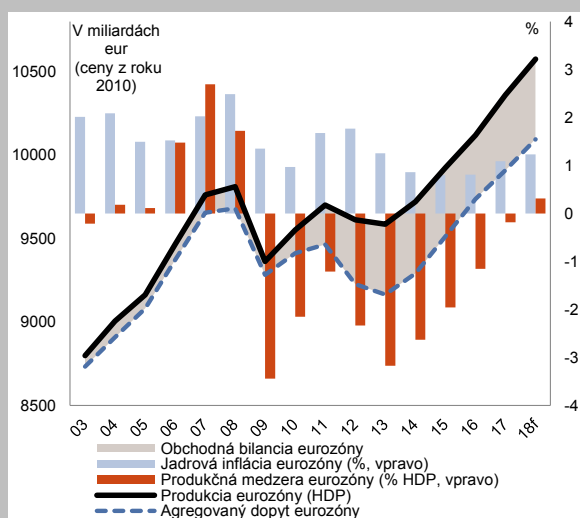 V miliardách
eur
(ceny z roku
2010)
%
10500
10000
9500
9000
8500
4
3
2
1
0
-1
-2
-3
-4
03 04 05 06 07 08 09 10 11 12 13 14 15 16 17 18f
Obchodná bilancia eurozóny
Jadrová inflácia eurozóny (%, vpravo)
Produkčná medzera eurozóny (% HDP, vpravo)
Produkcia eurozóny (HDP)
Agregovaný dopyt eurozóny